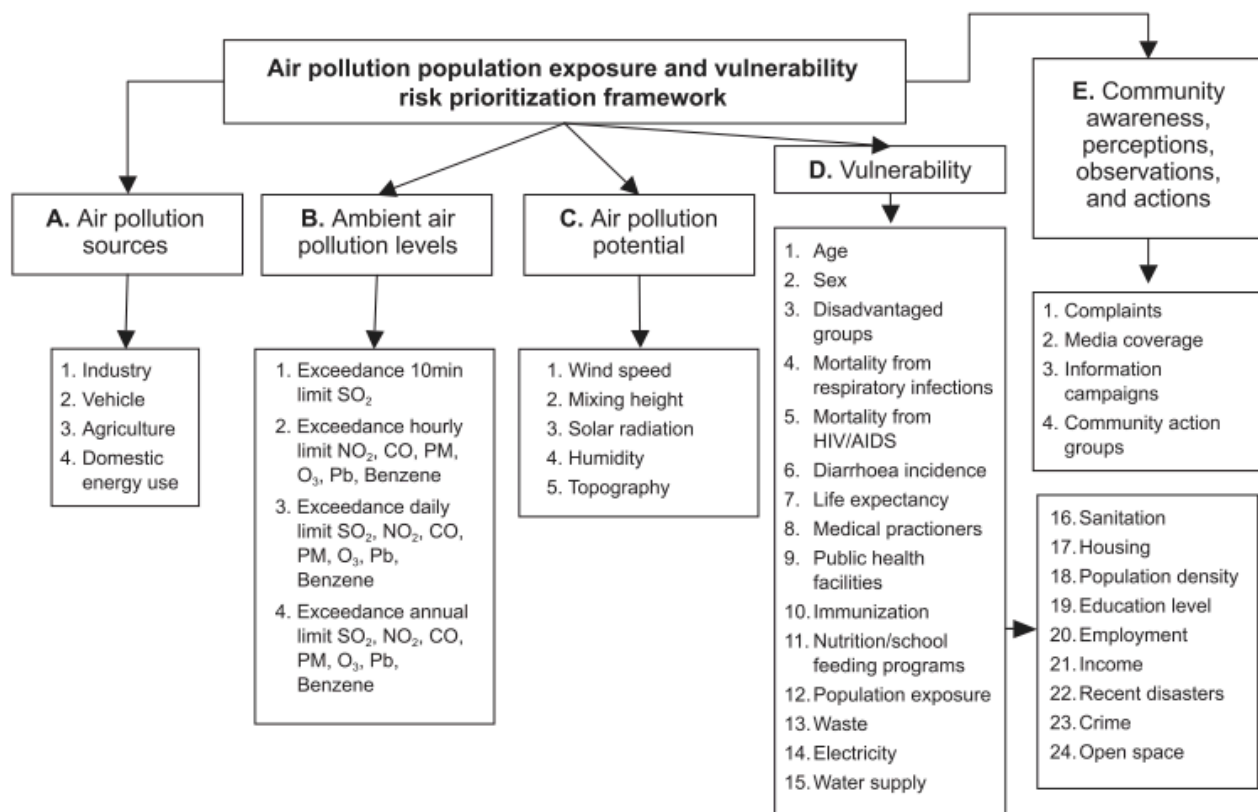 Air pollution population exposure and vulnerability
risk prioritization framework
A. Air pollution
sources
1. Industry
2. Vehicle
3. Agriculture
4. Domestic
energy use
B. Ambient air
pollution levels
1. Exceedance 10min
limit SO₂
2. Exceedance hourly
limit NO₂, CO, PM,
O₃, Pb, Benzene
3. Exceedance daily
limit SO₂, NO₂, CO,
PM, O₃, Pb,
Benzene
4. Exceedance annual
limit SO₂, NO₂, CO,
PM, O₃, Pb,
Benzene
C. Air pollution
potential
1. Wind speed
2. Mixing height
3. Solar radiation
4. Humidity
5. Topography
D. Vulnerability
1. Age
2. Sex
3. Disadvantaged
groups
4. Mortality from
respiratory infections
5. Mortality from
HIV/AIDS
6. Diarrhoea incidence
7. Life expectancy
8. Medical practioners
9. Public health
facilities
10. Immunization
11. Nutrition/school
feeding programs
12. Population exposure
13. Waste
14. Electricity
15. Water supply
16. Sanitation
17. Housing
18. Population density
19. Education level
20. Employment
21. Income
22. Recent disasters
23. Crime
24. Open space
E. Community
awareness,
perceptions,
observations,
and actions
1. Complaints
2. Media coverage
3. Information
campaigns
4. Community action
groups